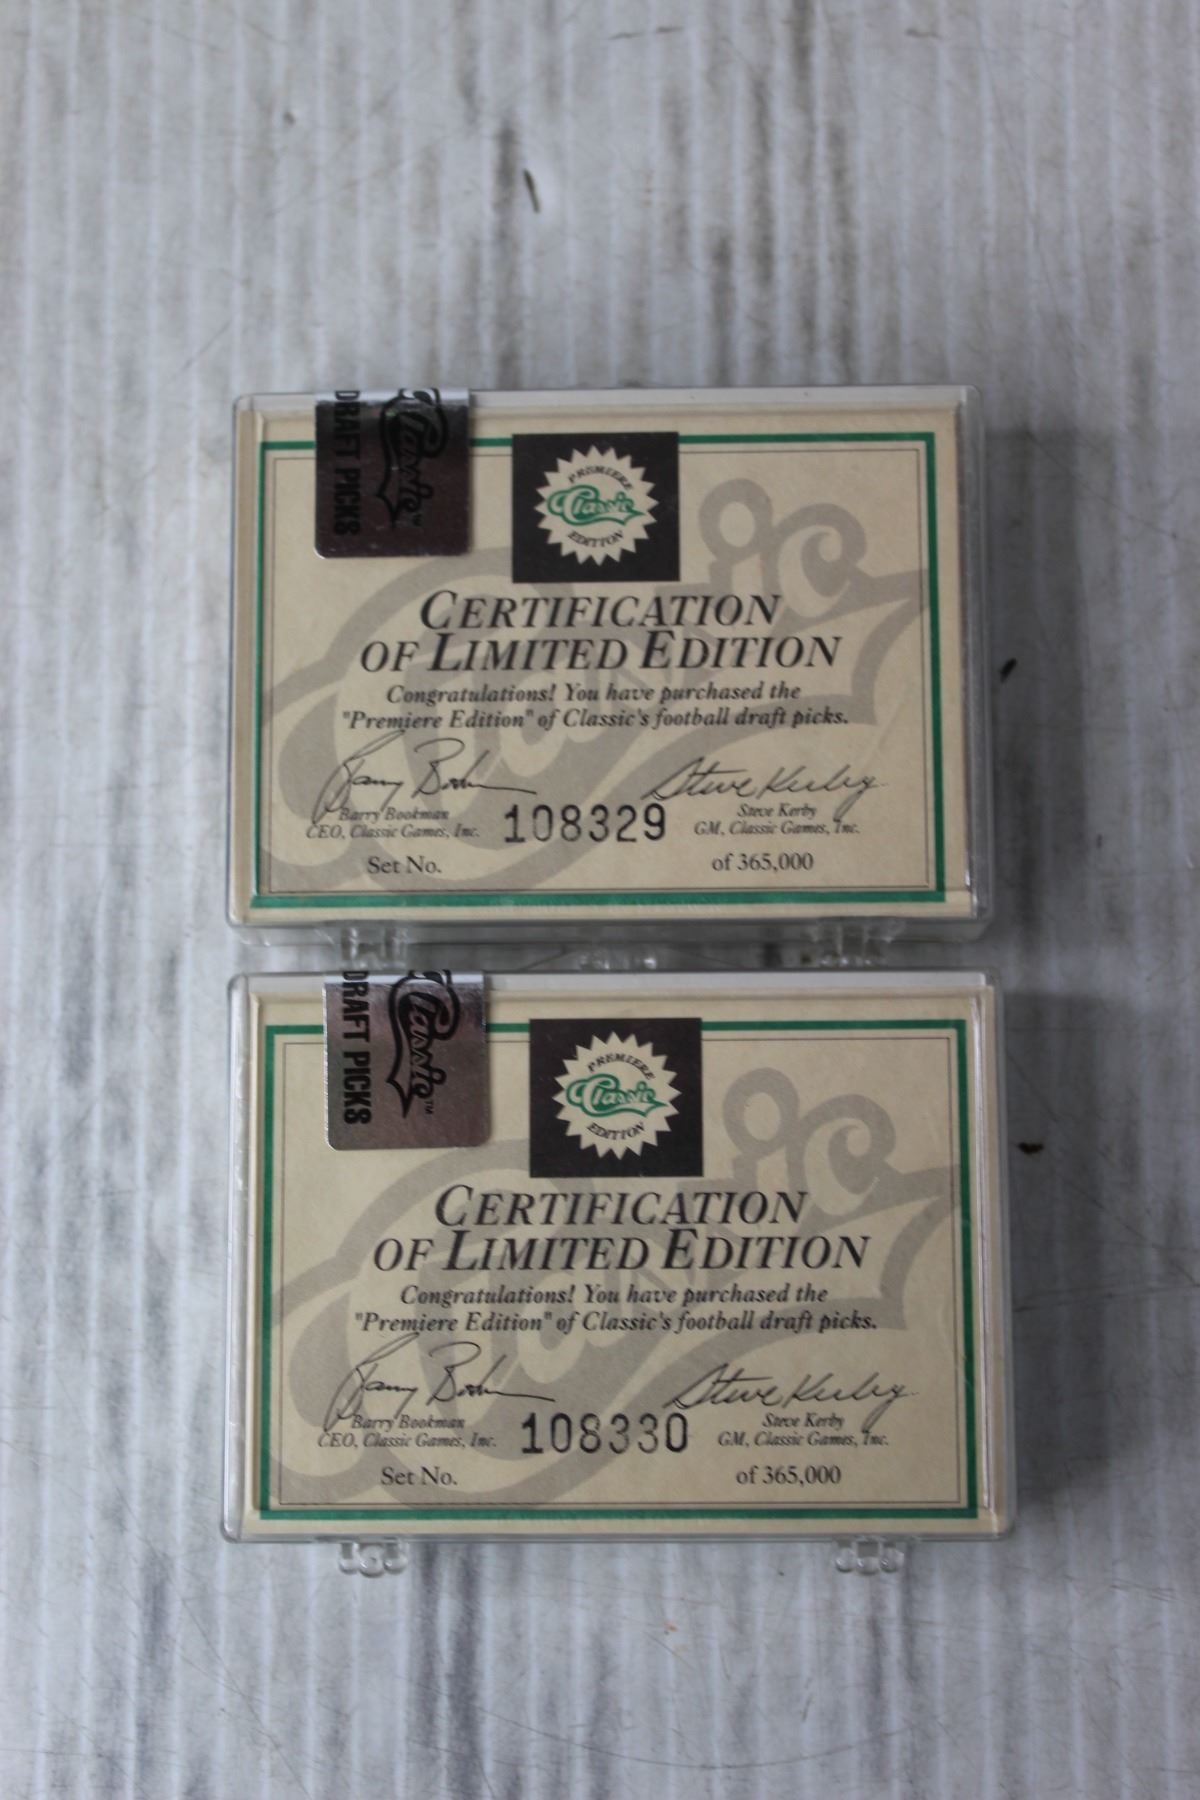 Classic™
DRAFT PICKS
PREMIERE
Classic
EDITION
CERTIFICATION
OF LIMITED EDITION
Congratulations! You have purchased the
"Premiere Edition" of Classic's football draft picks.
Barry Bookman
Steve Kerby
CEO, Classic Games, Inc.
108329
GM, Classic Games, Inc.
Set No.
of 365,000
Classic™
DRAFT PICKS
PREMIERE
Classic
EDITION
CERTIFICATION
OF LIMITED EDITION
Congratulations! You have purchased the
"Premiere Edition" of Classic's football draft picks.
Barry Bookman
Steve Kerby
CEO, Classic Games, Inc.
108330
GM, Classic Games, Inc.
Set No.
of 365,000